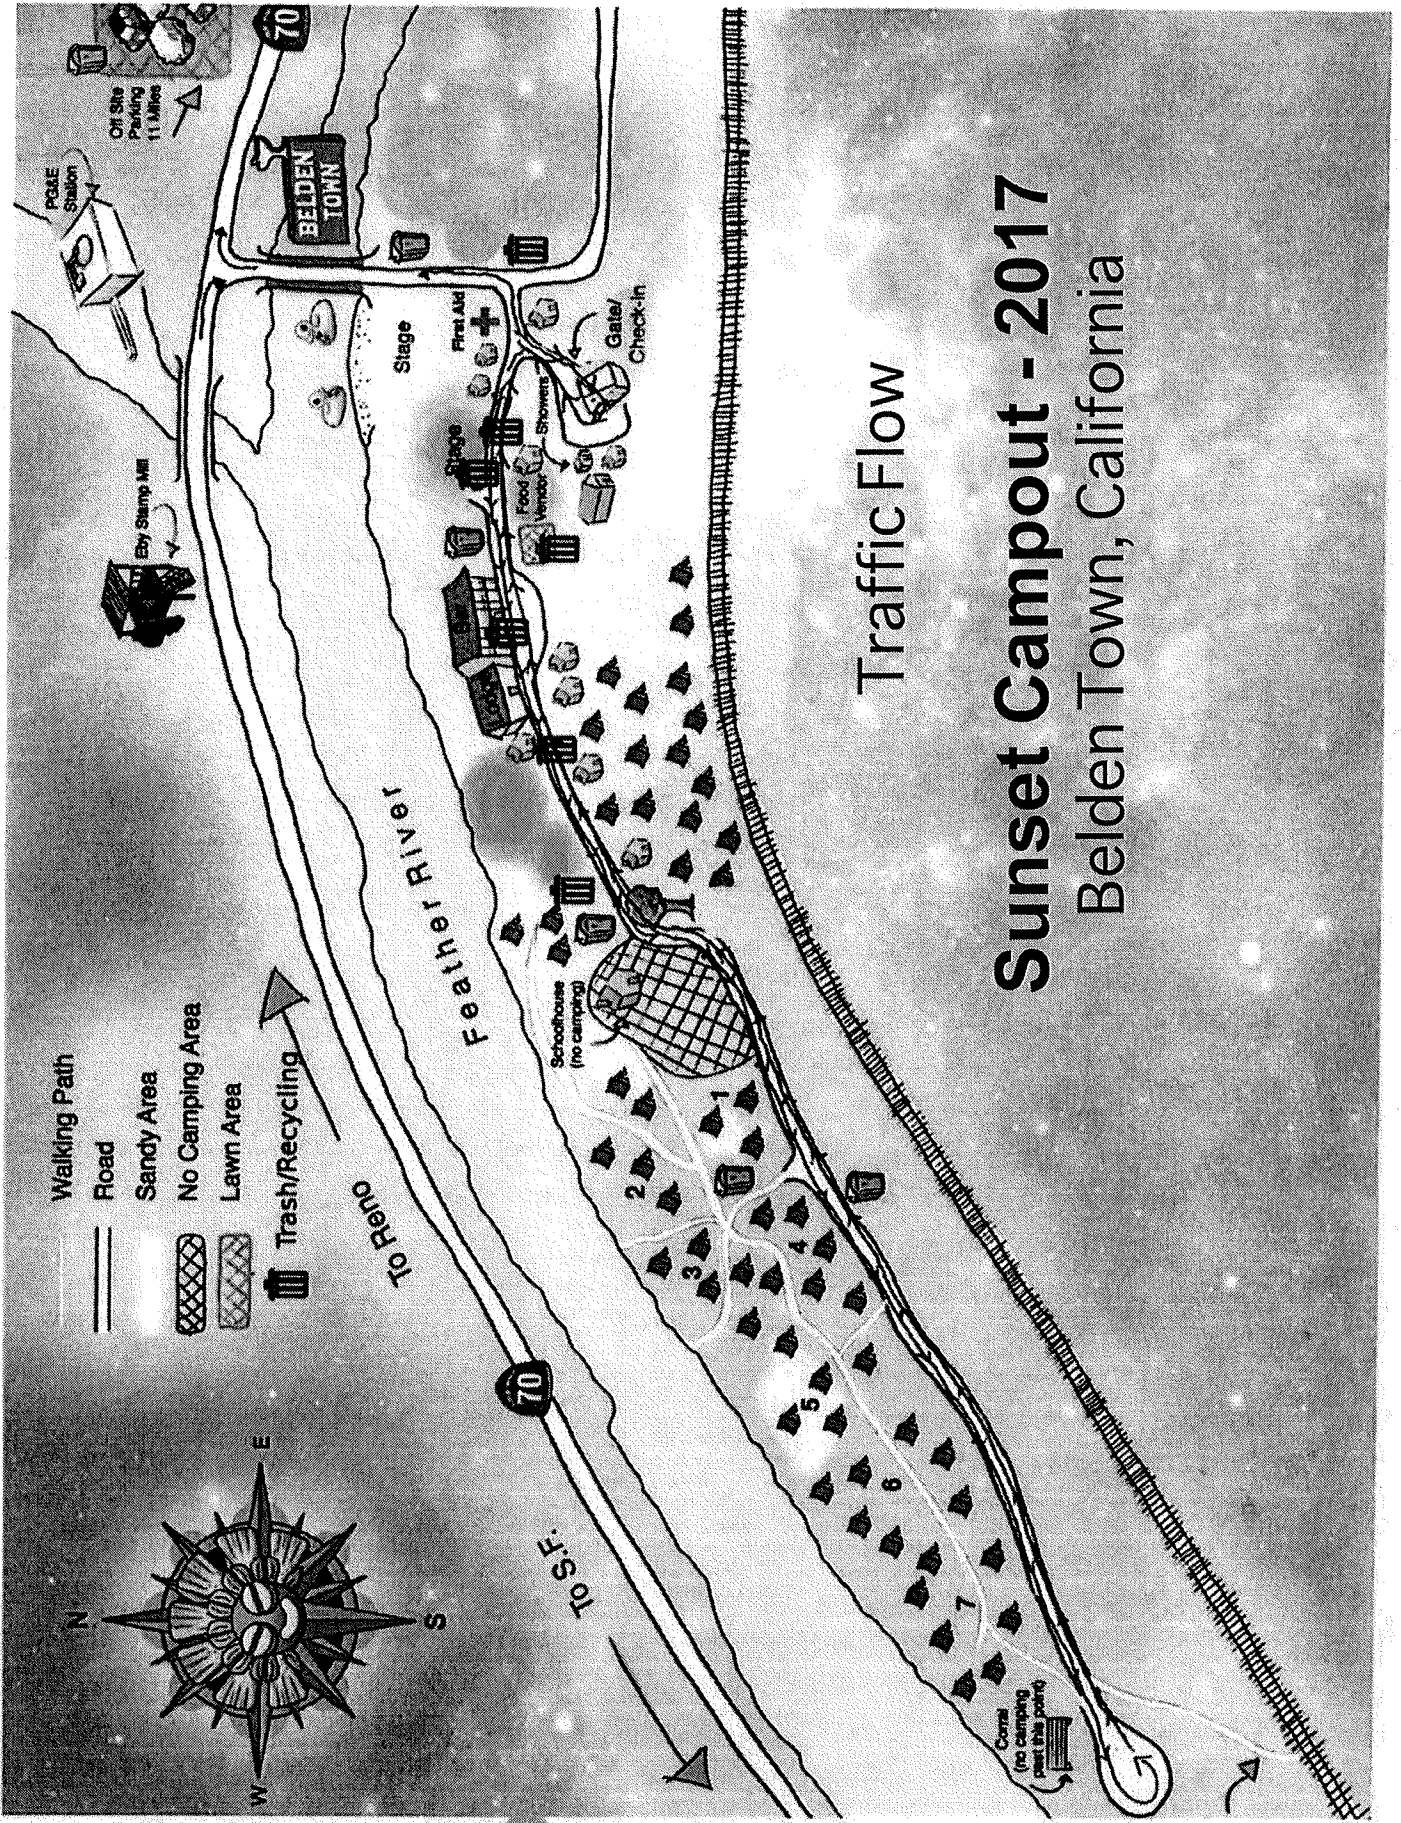 N
W
E
S
Walking Path
Road
Sandy Area
No Camping Area
Lawn Area
Trash/Recycling
To Reno
To S.F.
70
70
Off Site
Parking
11 Miles
PG&E
Station
Eby Stamp Mill
BELDEN
TOWN
Feather River
Stage
First Aid
Stage
Showers
Gate/
Check-In
Food
Vendor
Bar
Lodge
Schoolhouse
(no camping)
1
2
3
4
5
6
7
Corral
(no camping
past this point)
Traffic Flow
Sunset Campout - 2017
Belden Town, California